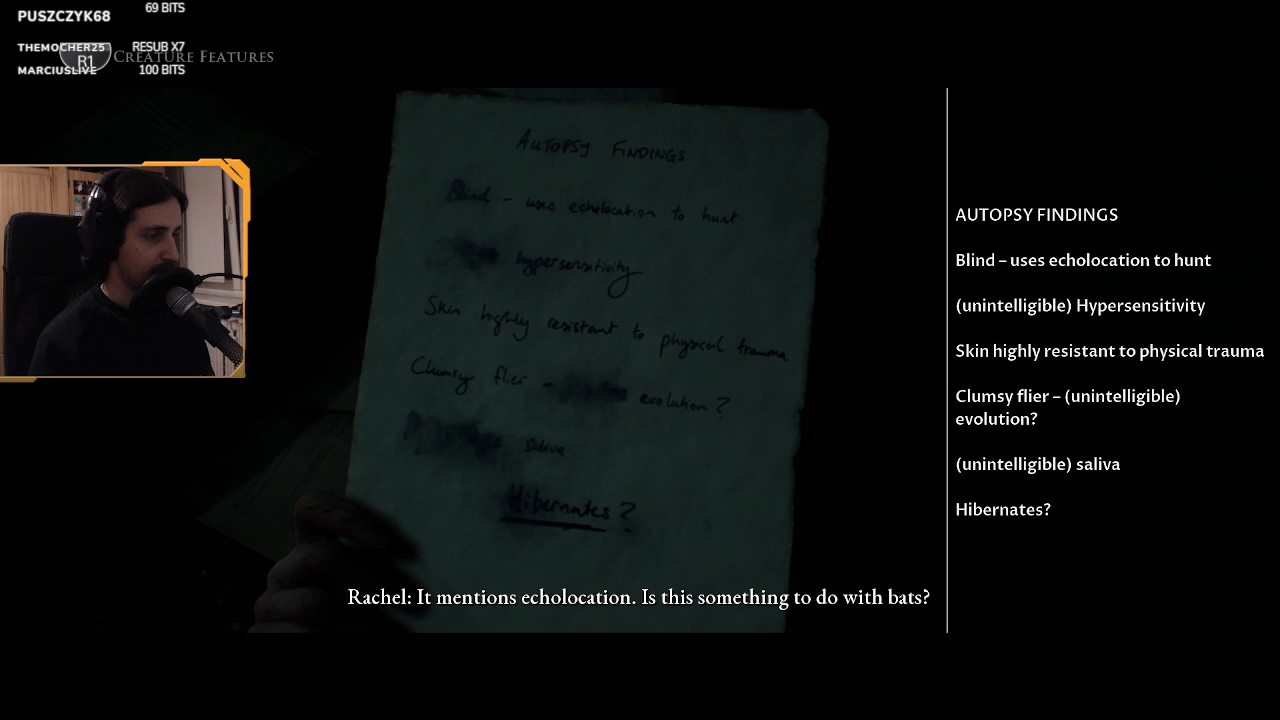 PUSZCZYK68 69 BITS
THEMOCHER25 RESUB X7
R1 CREATURE FEATURES
MARCIUSLIVE 100 BITS
AUTOPSY FINDINGS
Blind - uses echolocation to hunt
hypersensitivity
Skin highly resistant to physical trauma
Clumsy flier - evolution?
saliva
Hibernates?
Rachel: It mentions echolocation. Is this something to do with bats?
AUTOPSY FINDINGS
Blind – uses echolocation to hunt
(unintelligible) Hypersensitivity
Skin highly resistant to physical trauma
Clumsy flier – (unintelligible)
evolution?
(unintelligible) saliva
Hibernates?